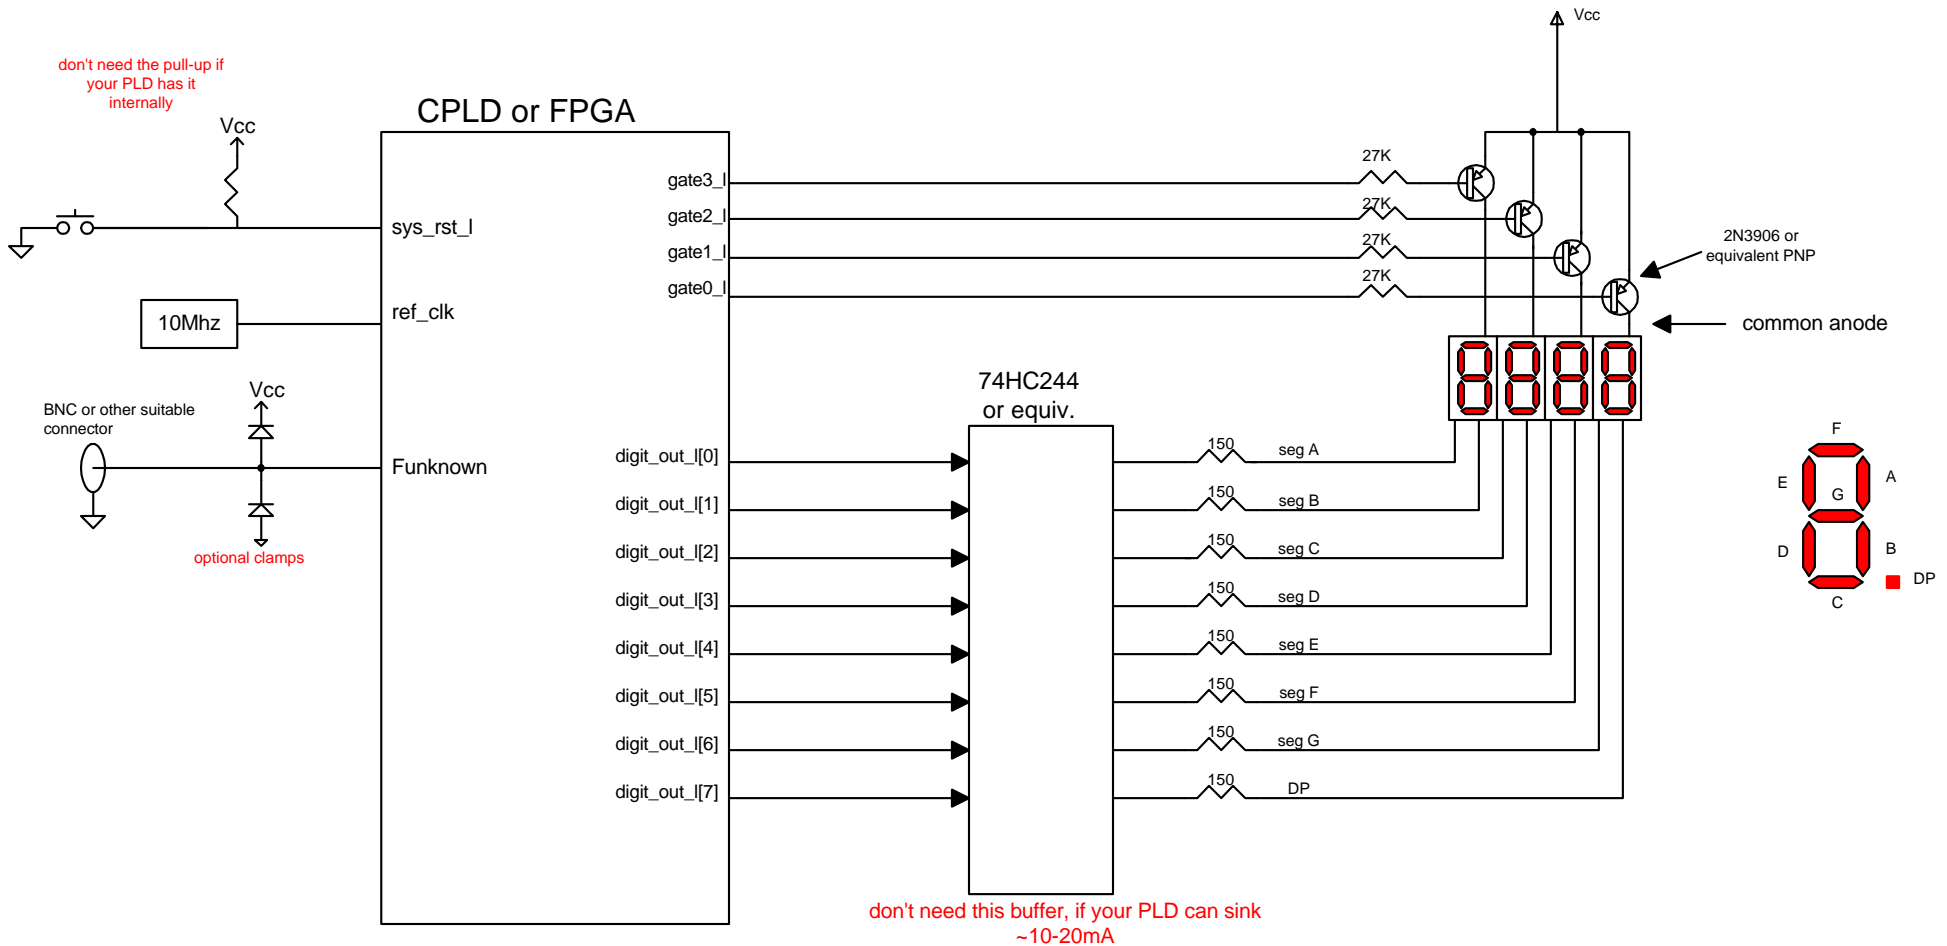 Vcc
don't need the pull-up if
your PLD has it
internally
Vcc
CPLD or FPGA
gate3_l
gate2_l
gate1_l
gate0_l
27K
27K
27K
27K
2N3906 or
equivalent PNP
common anode
sys_rst_l
10Mhz
ref_clk
Vcc
BNC or other suitable
connector
Funknown
optional clamps
74HC244
or equiv.
digit_out_l[0]
150
seg A
digit_out_l[1]
150
seg B
digit_out_l[2]
150
seg C
digit_out_l[3]
150
seg D
digit_out_l[4]
150
seg E
digit_out_l[5]
150
seg F
digit_out_l[6]
150
seg G
digit_out_l[7]
150
DP
F
E
A
G
D
B
DP
C
don't need this buffer, if your PLD can sink
~10-20mA